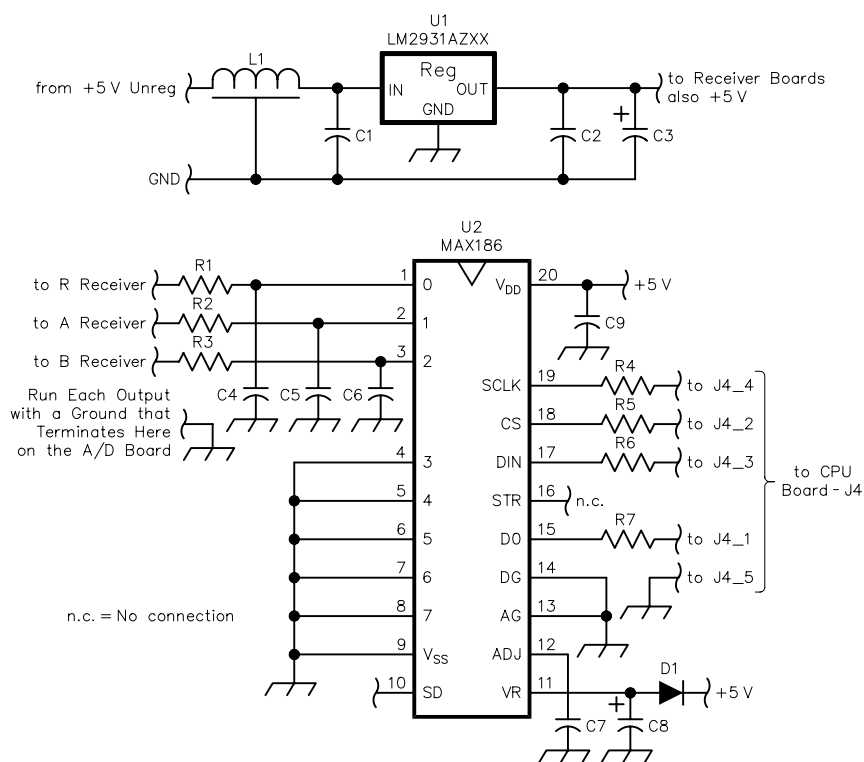 U1
LM2931AZXX
L1
from +5 V Unreg
Reg
IN
OUT
GND
to Receiver Boards
also +5 V
C1
C2
+
C3
GND
U2
MAX186
to R Receiver
R1
1
0
V_DD
20
+5 V
to A Receiver
R2
2
1
C9
to B Receiver
R3
3
2
C4
C5
C6
SCLK
19
R4
to J4_4
Run Each Output
with a Ground that
Terminates Here
on the A/D Board
CS
18
R5
to J4_2
4
3
DIN
17
R6
to J4_3
to CPU
Board - J4
5
4
STR
16
n.c.
6
5
DO
15
R7
to J4_1
7
6
DG
14
to J4_5
n.c. = No connection
8
7
AG
13
9
V_SS
ADJ
12
10
SD
VR
11
D1
+5 V
C7
+
C8